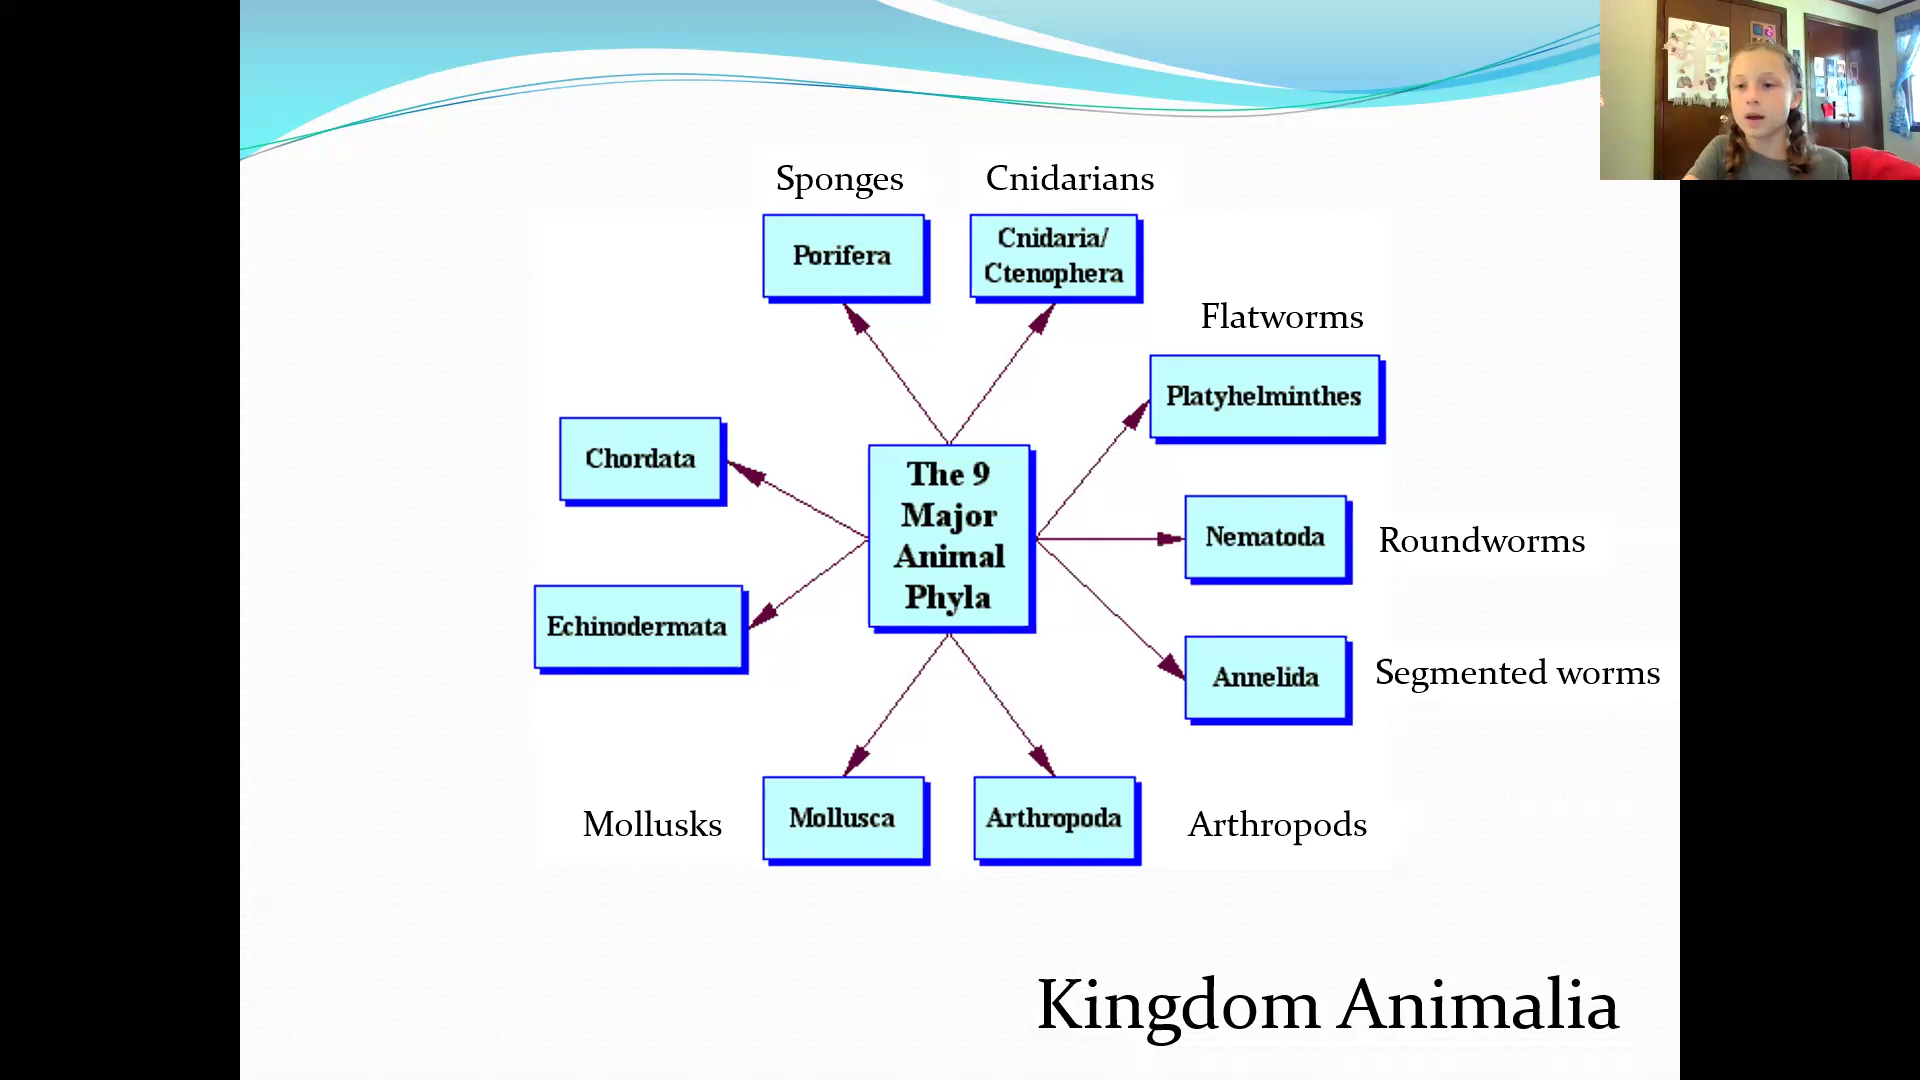 Sponges
Cnidarians
Porifera
Cnidaria/
Ctenophera
Flatworms
Platyhelminthes
Chordata
The 9
Major
Animal
Phyla
Nematoda
Roundworms
Echinodermata
Annelida
Segmented worms
Mollusks
Mollusca
Arthropoda
Arthropods
Kingdom Animalia